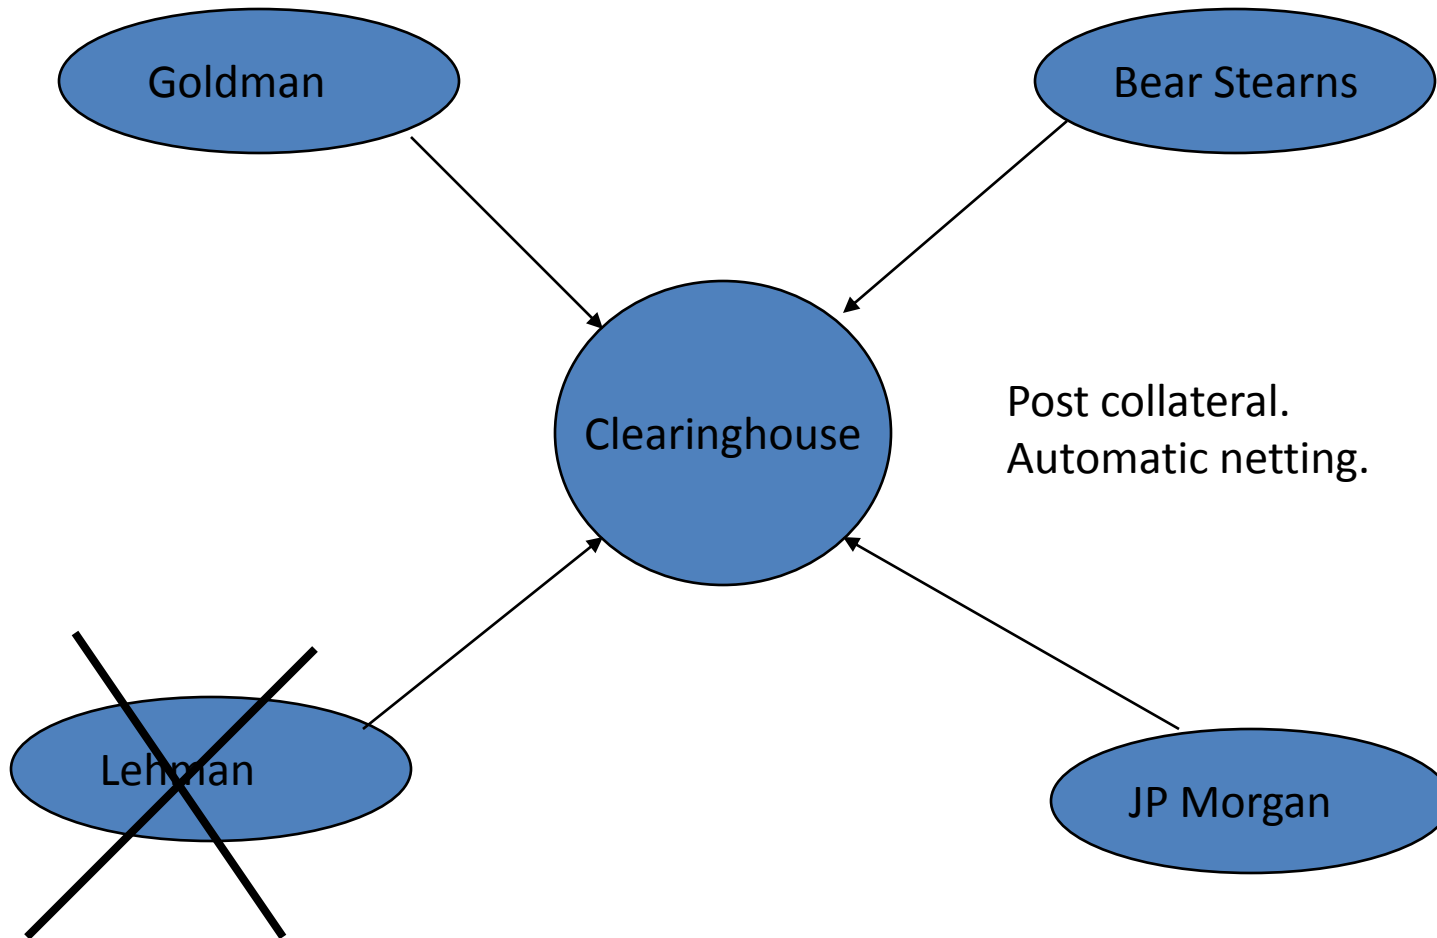 Goldman
Bear Stearns
Clearinghouse
Post collateral.
Automatic netting.
Lehman
JP Morgan